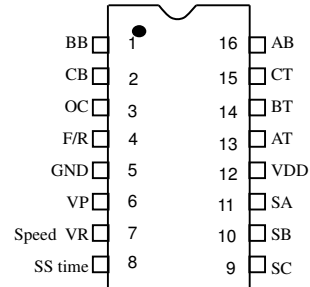 BB 1 16 AB
CB 2 15 CT
OC 3 14 BT
F/R 4 13 AT
GND 5 12 VDD
VP 6 11 SA
Speed VR 7 10 SB
SS time 8 9 SC